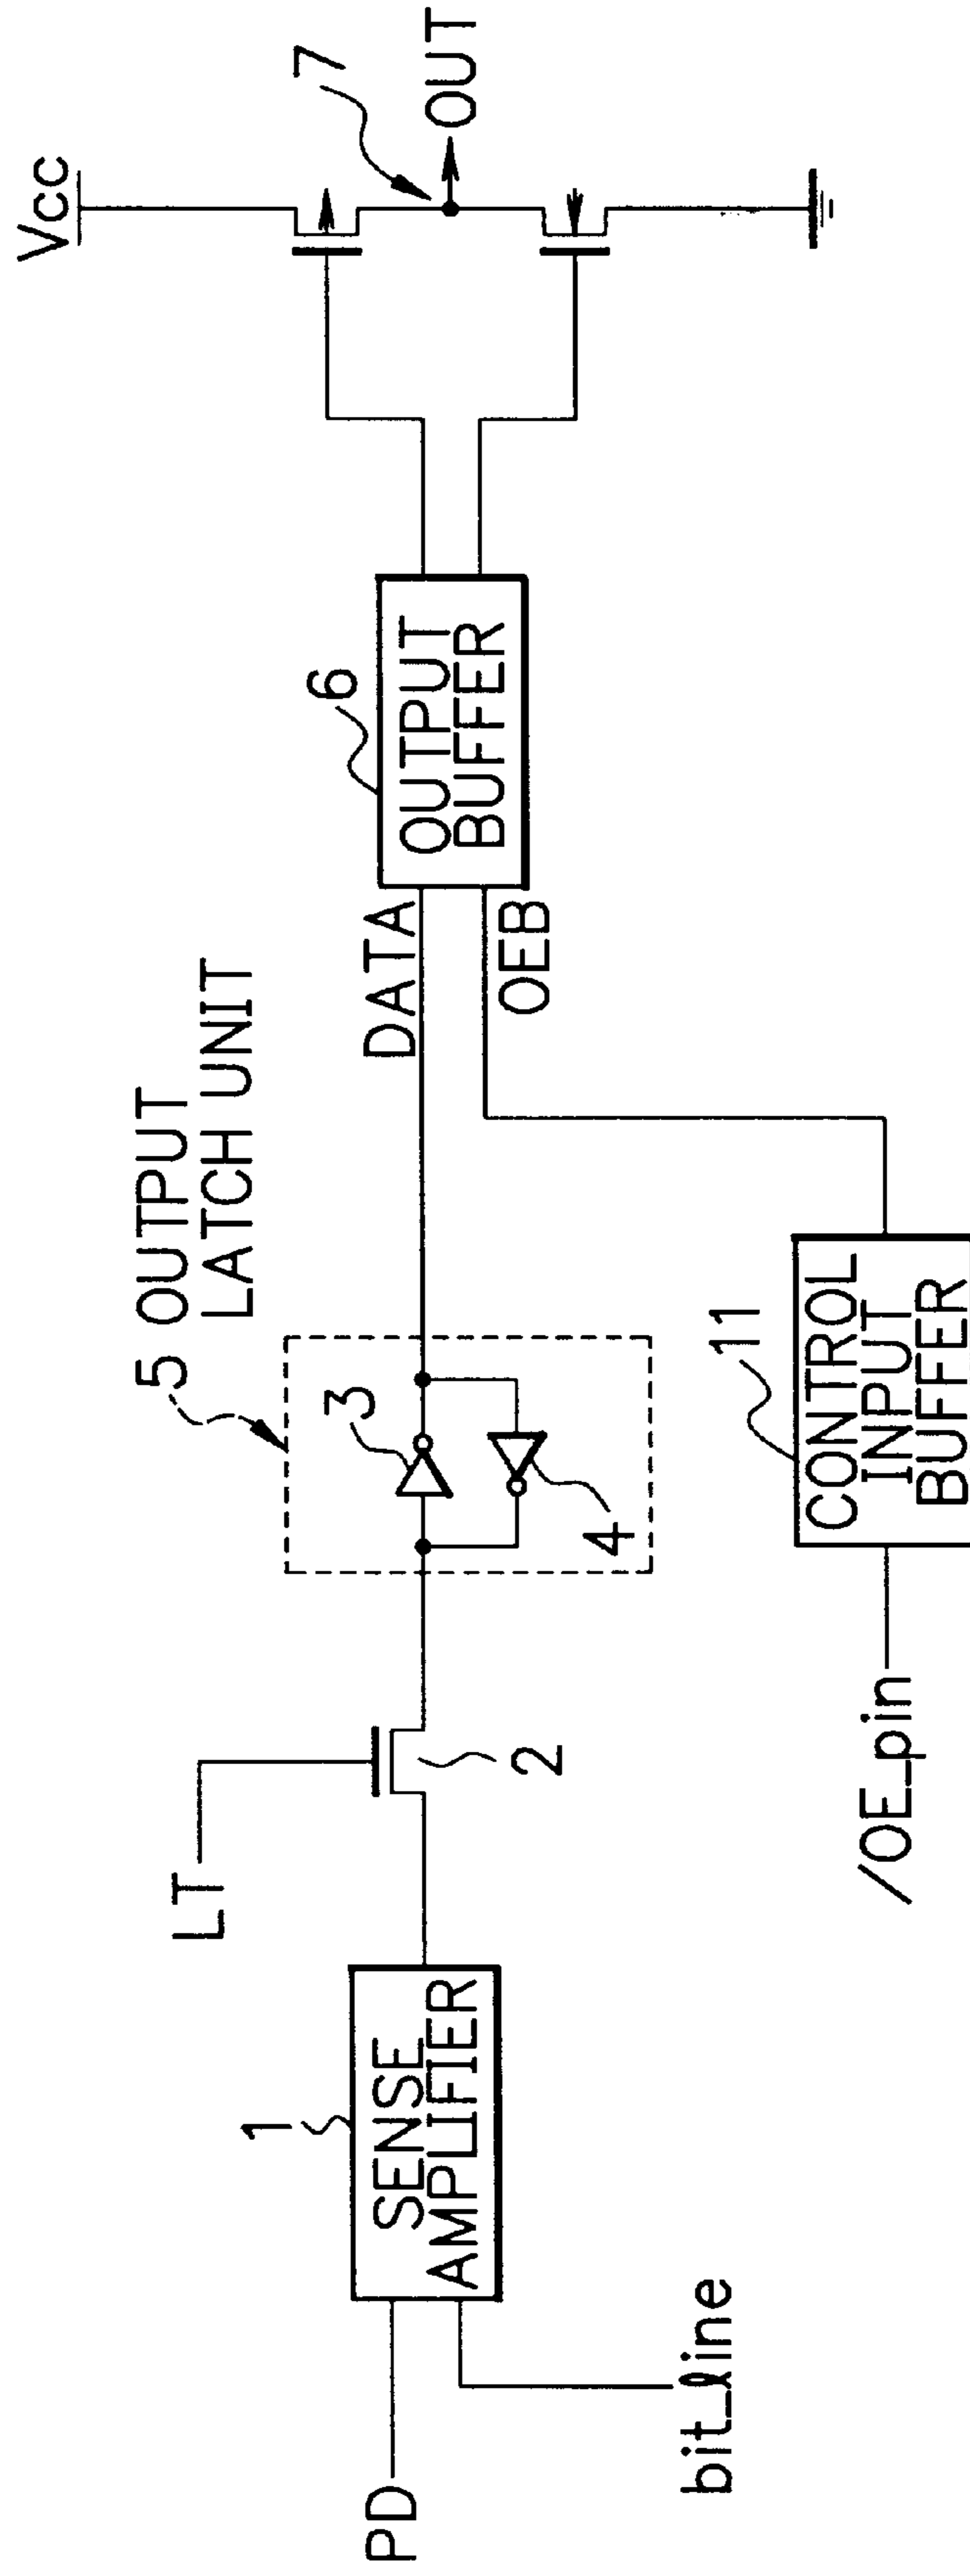 PD
bit_line
1
SENSE
AMPLIFIER
LT
2
5 OUTPUT
LATCH UNIT
3
4
/OE_pin
11
CONTROL
INPUT
BUFFER
DATA
OEB
6
OUTPUT
BUFFER
Vcc
7
OUT